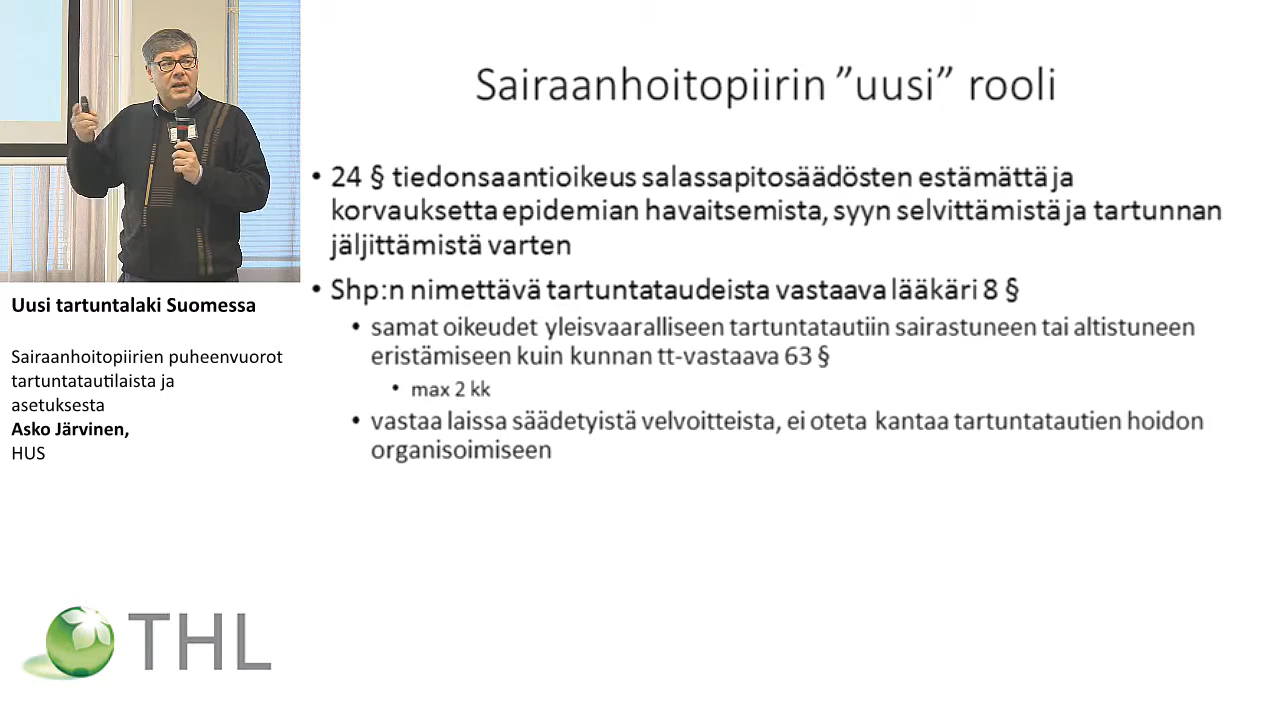 Sairaanhoitopiirin ”uusi” rooli
• 24 § tiedonsaantioikeus salassapitosäädösten estämättä ja
korvauksetta epidemian havaitsemista, syyn selvittämistä ja tartunnan
jäljittämistä varten
• Shp:n nimettävä tartuntataudeista vastaava lääkäri 8 §
• samat oikeudet yleisvaaralliseen tartuntatautiin sairastuneen tai altistuneen
eristämiseen kuin kunnan tt-vastaava 63 §
• max 2 kk
• vastaa laissa säädetyistä velvoitteista, ei oteta kantaa tartuntatautien hoidon
organisoimiseen
Uusi tartuntalaki Suomessa
Sairaanhoitopiirien puheenvuorot
tartuntatautilaista ja
asetuksesta
Asko Järvinen,
HUS
THL